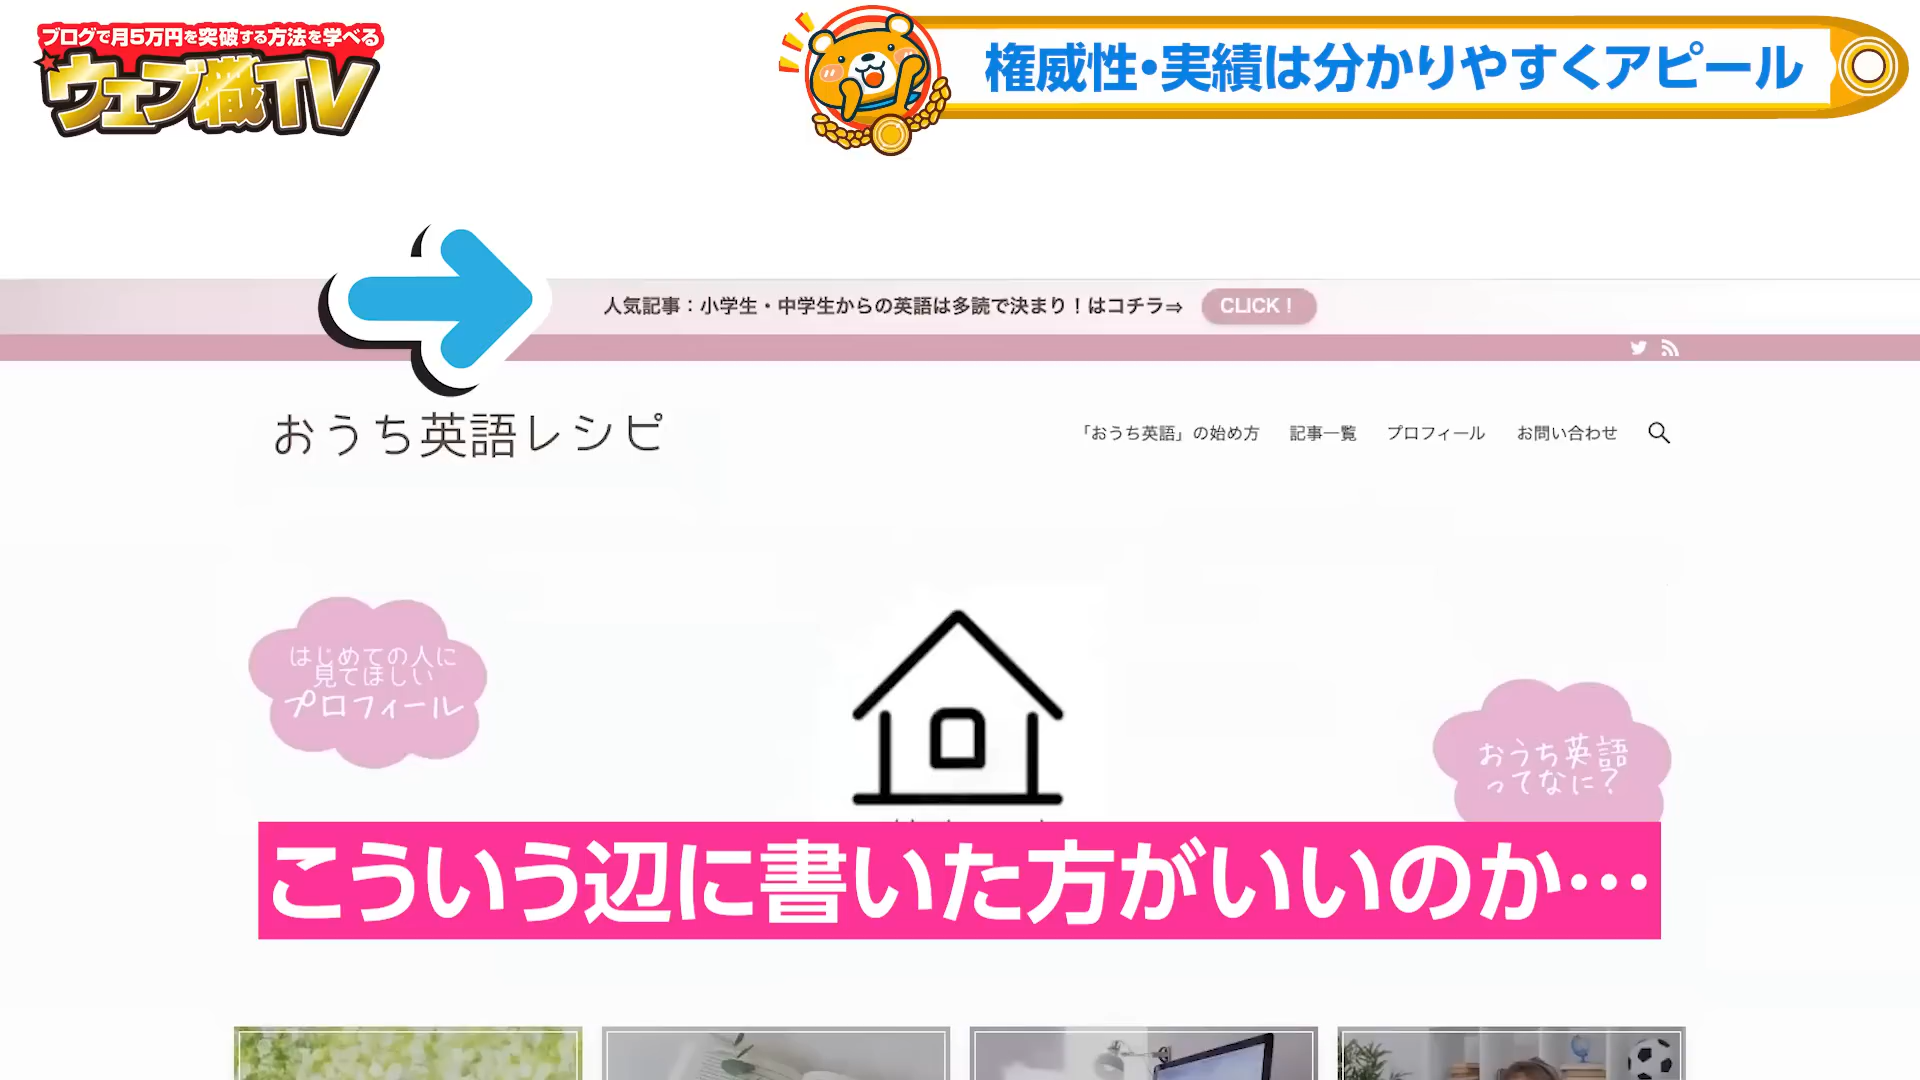 ブログで月5万円を突破する方法を学べる
ウェブ職TV
権威性・実績は分かりやすくアピール
人気記事：小学生・中学生からの英語は多読で決まり！はコチラ⇒ CLICK！
おうち英語レシピ
「おうち英語」の始め方 記事一覧 プロフィール お問い合わせ
はじめての人に
見てほしい
プロフィール
おうち英語
ってなに？
こういう辺に書いた方がいいのか…